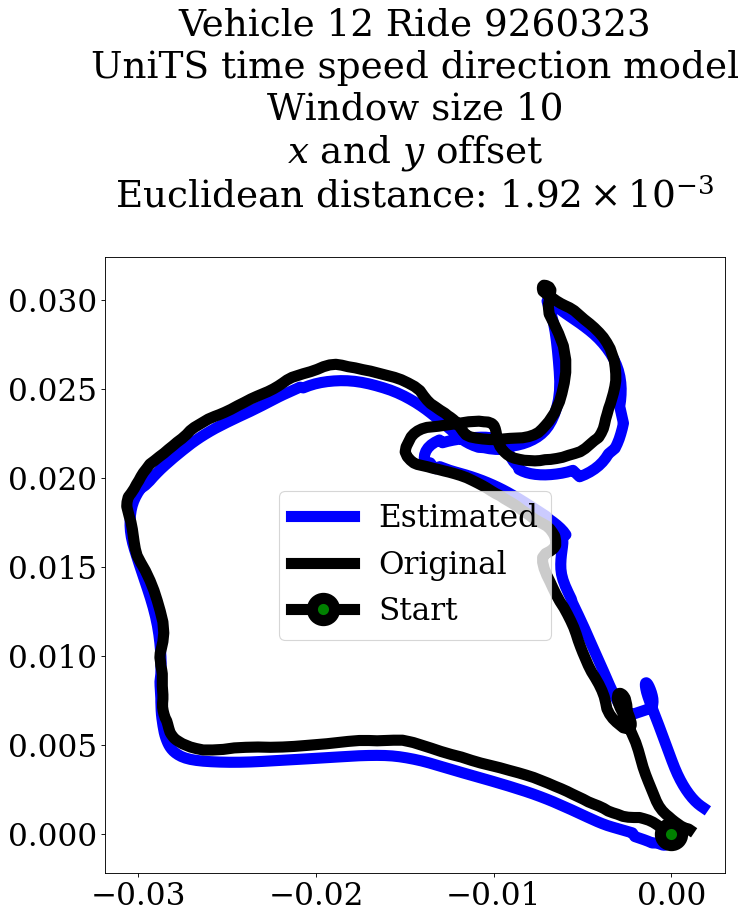 Vehicle 12 Ride 9260323
UniTS time speed direction model
Window size 10
x and y offset
Euclidean distance: 1.92 × 10⁻³
0.030
0.025
0.020
0.015
0.010
0.005
0.000
Estimated
Original
Start
−0.03 −0.02 −0.01 0.00